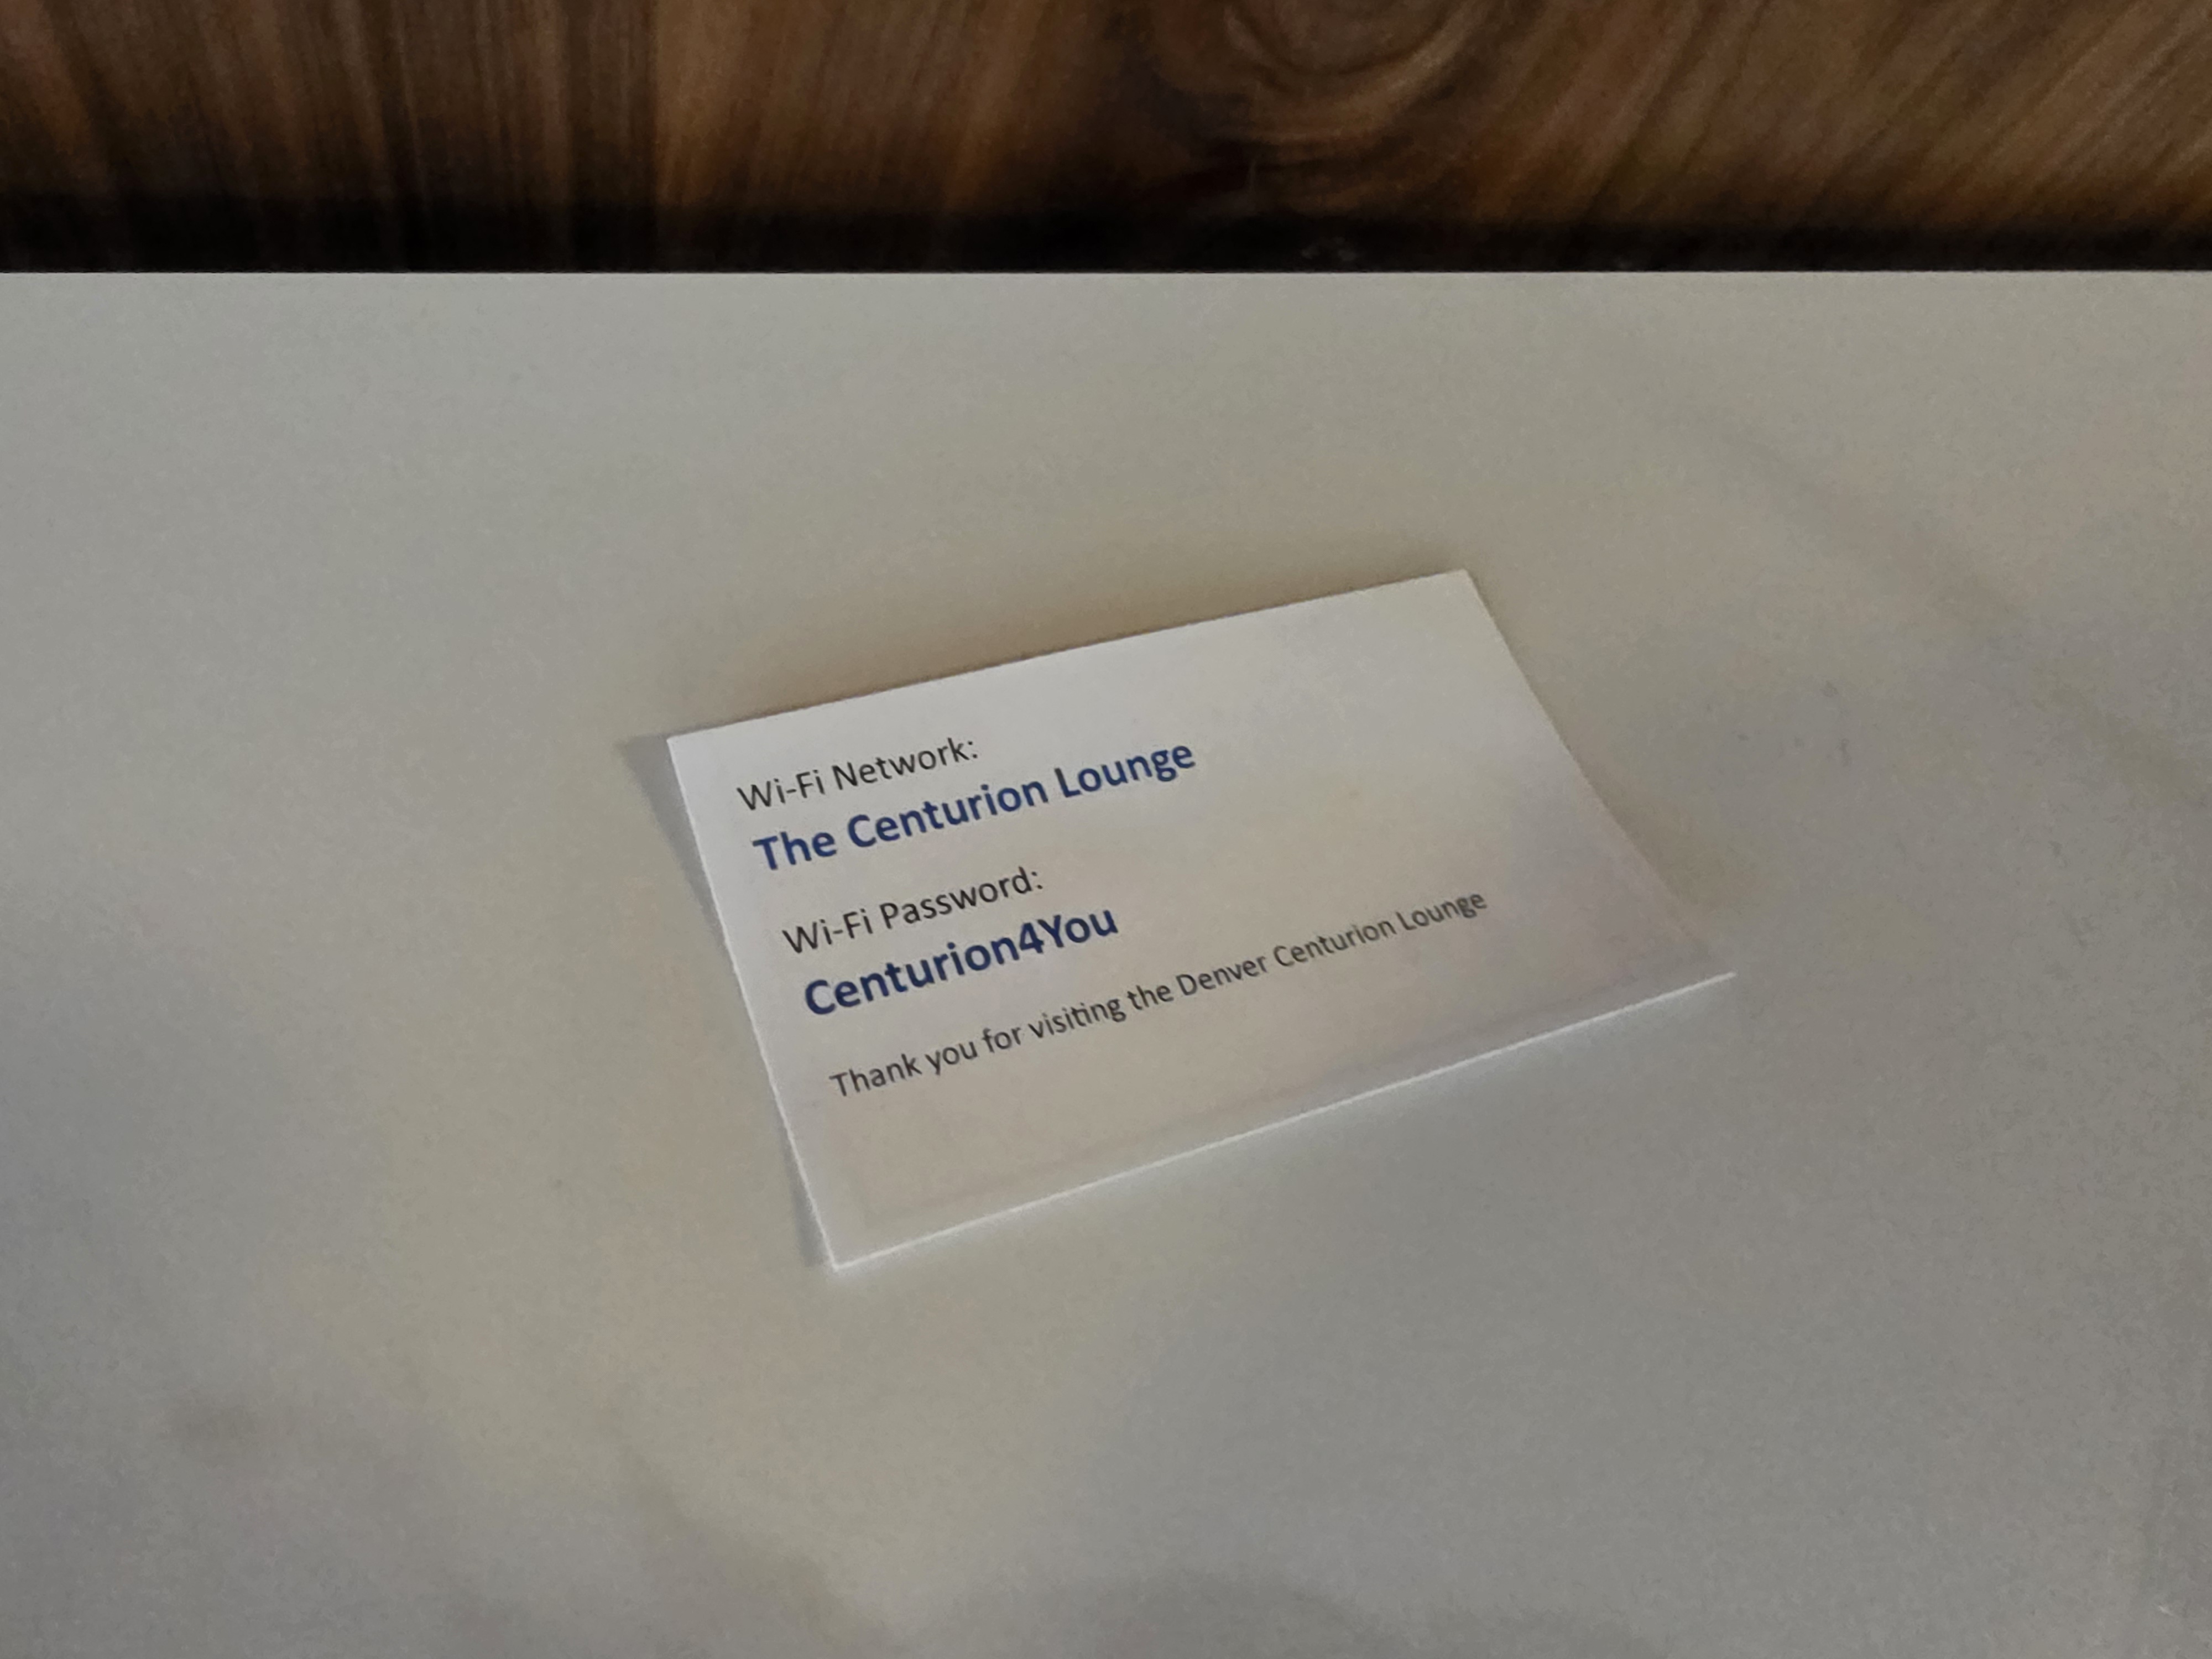 Wi-Fi Network:
The Centurion Lounge
Wi-Fi Password:
Centurion4You
Thank you for visiting the Denver Centurion Lounge